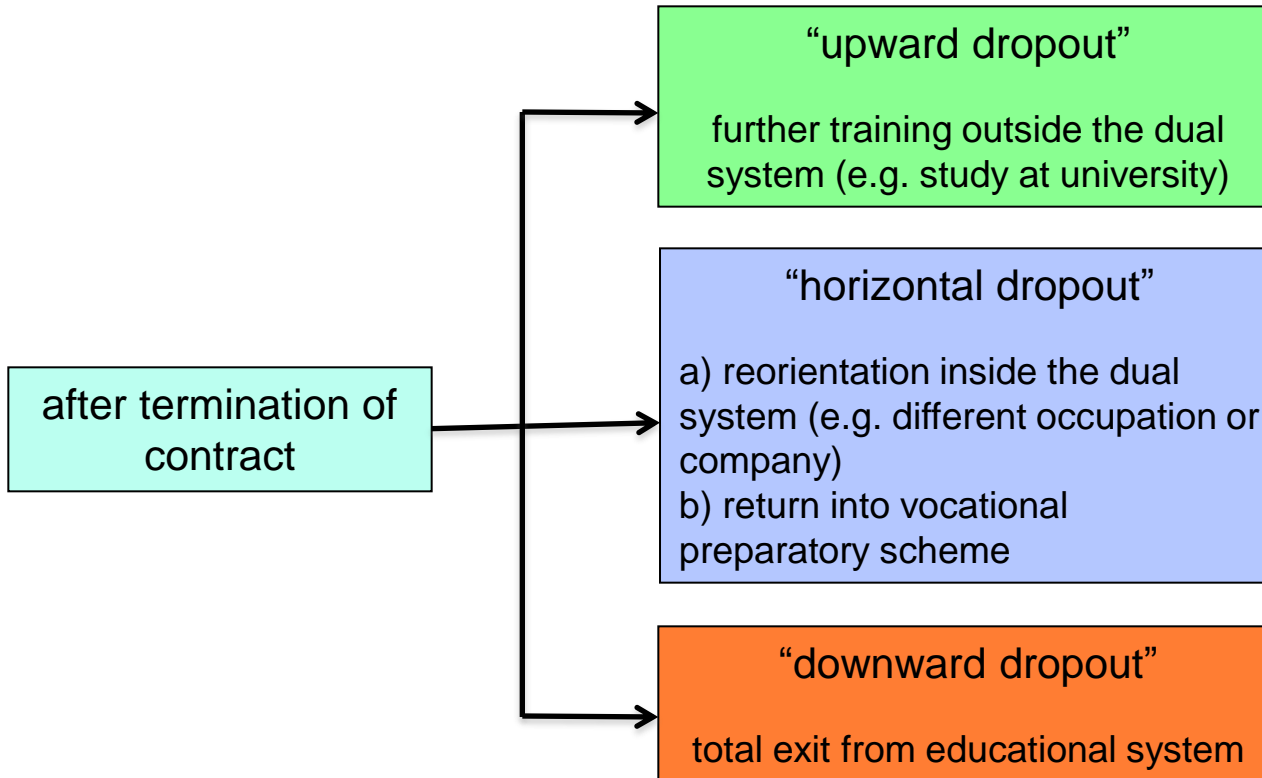 “upward dropout”
further training outside the dual
system (e.g. study at university)
“horizontal dropout”
a) reorientation inside the dual
system (e.g. different occupation or
company)
b) return into vocational
preparatory scheme
after termination of
contract
“downward dropout”
total exit from educational system